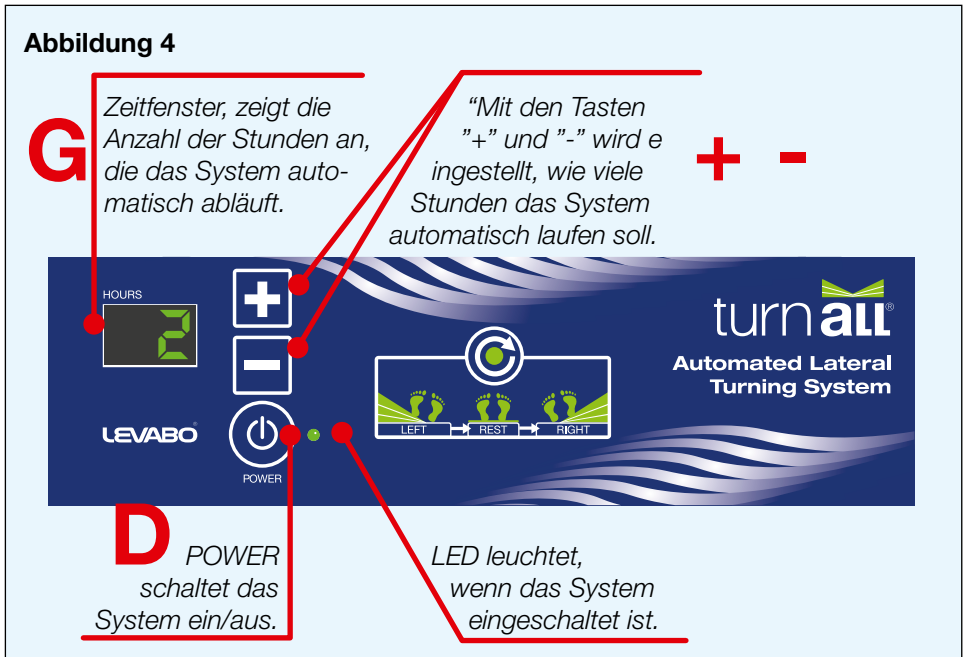 Abbildung 4
G
Zeitfenster, zeigt die
Anzahl der Stunden an,
die das System auto-
matisch abläuft.
"Mit den Tasten
"+" und "-" wird e
ingestellt, wie viele
Stunden das System
automatisch laufen soll.
+ -
HOURS
2
+
-
LEVABO®
POWER
LEFT REST RIGHT
turn all®
Automated Lateral
Turning System
D
POWER
schaltet das
System ein/aus.
LED leuchtet,
wenn das System
eingeschaltet ist.